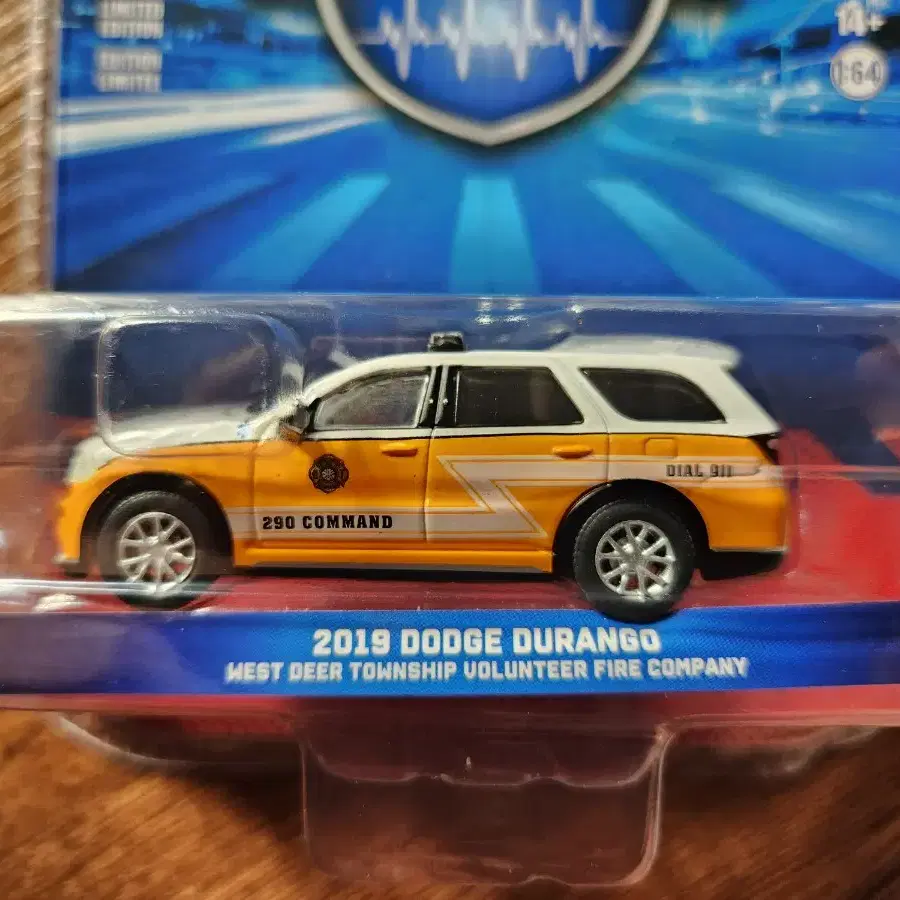 LIMITED
EDITION
EDITION
LIMITÉE
14+
1:64
DIAL 911
290 COMMAND
2019 DODGE DURANGO
WEST DEER TOWNSHIP VOLUNTEER FIRE COMPANY